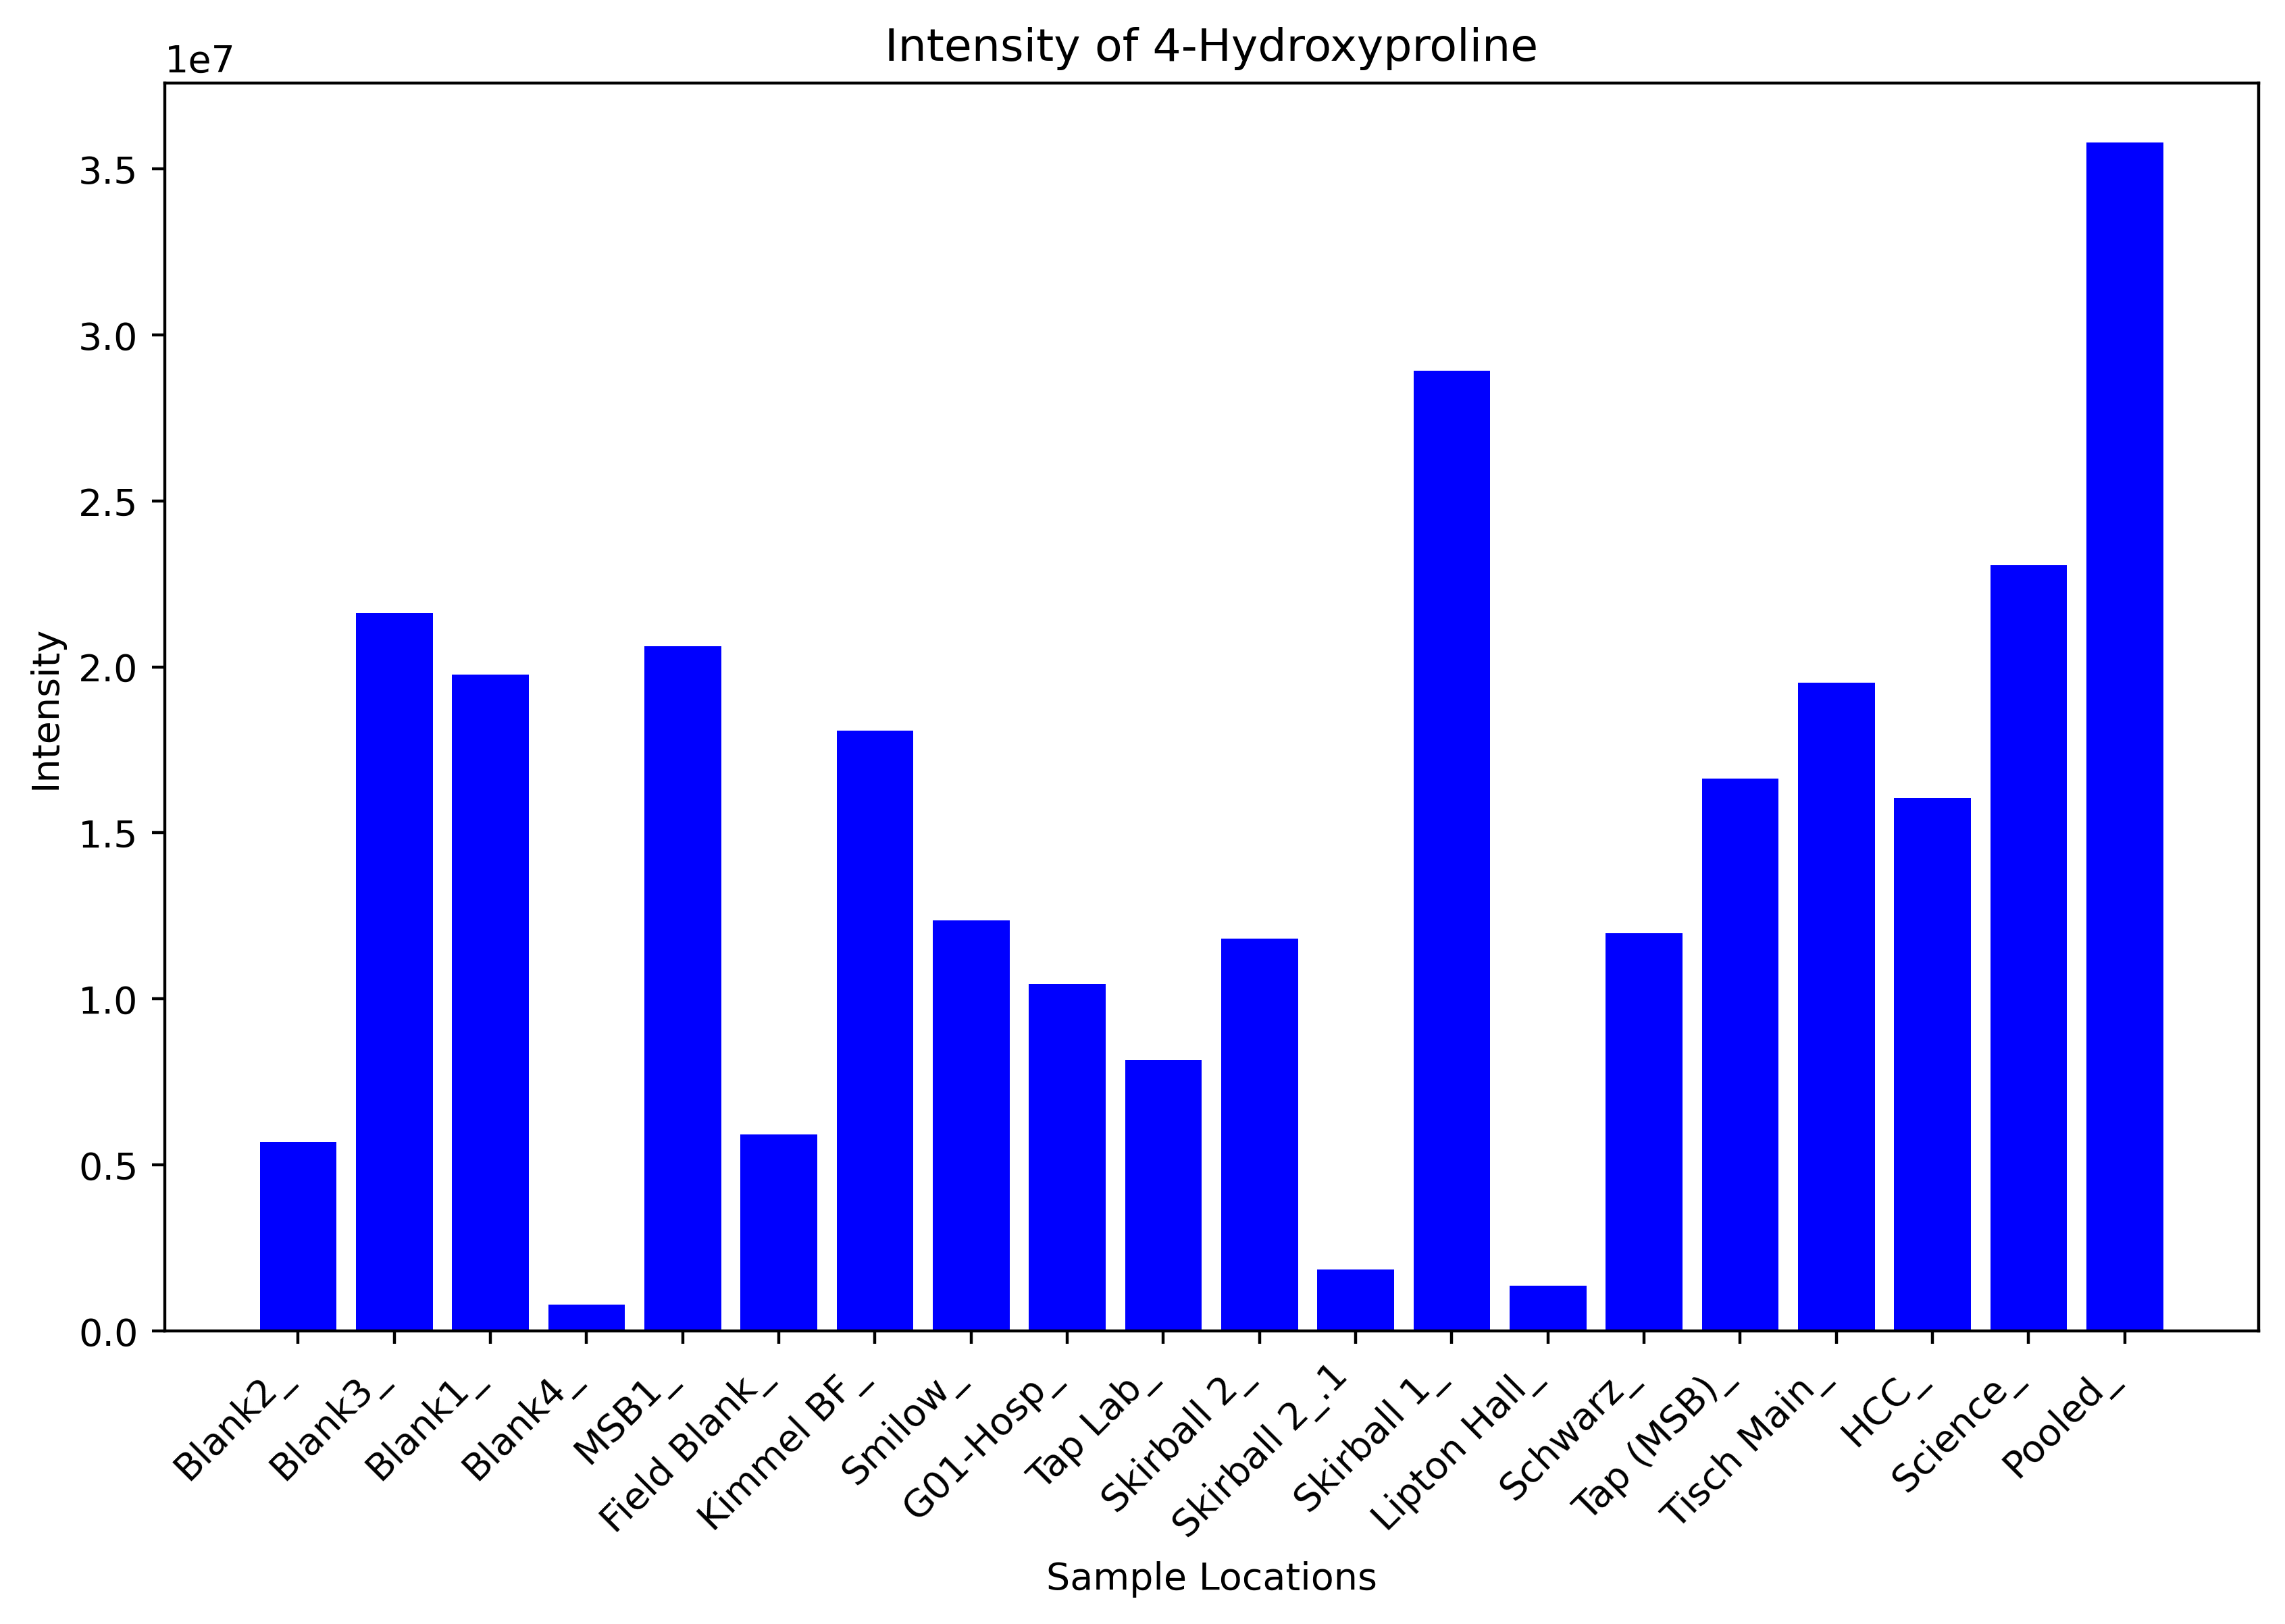 Intensity of 4-Hydroxyproline
1e7
3.5
3.0
2.5
2.0
1.5
1.0
0.5
0.0
Intensity
Blank2_
Blank3_
Blank1_
Blank4_
MSB1_
Field Blank_
Kimmel BF_
Smilow_
G01-Hosp_
Tap Lab_
Skirball 2_
Skirball 2_.1
Skirball 1_
Lipton Hall_
Schwarz_
Tap (MSB)_
Tisch Main_
HCC_
Science_
Pooled_
Sample Locations